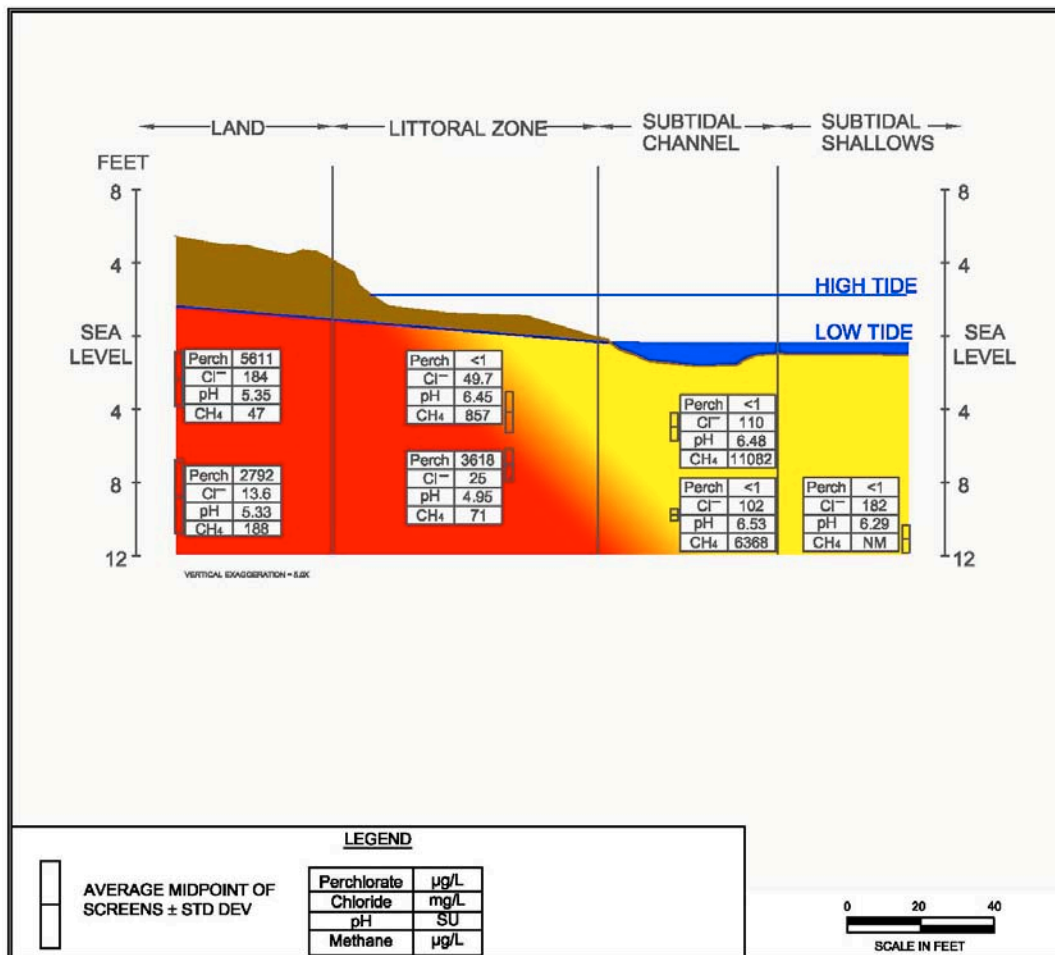 LAND
LITTORAL ZONE
SUBTIDAL CHANNEL
SUBTIDAL SHALLOWS
FEET
8
4
SEA LEVEL
4
8
12
8
4
SEA LEVEL
4
8
12
HIGH TIDE
LOW TIDE
Perch 5611
Cl⁻ 184
pH 5.35
CH₄ 47
Perch 2792
Cl⁻ 13.6
pH 5.33
CH₄ 188
Perch <1
Cl⁻ 49.7
pH 6.45
CH₄ 857
Perch 3618
Cl⁻ 25
pH 4.95
CH₄ 71
Perch <1
Cl⁻ 110
pH 6.48
CH₄ 11082
Perch <1
Cl⁻ 102
pH 6.53
CH₄ 6368
Perch <1
Cl⁻ 182
pH 6.29
CH₄ NM
VERTICAL EXAGGERATION = 5.0X
LEGEND
AVERAGE MIDPOINT OF
SCREENS ± STD DEV
Perchlorate µg/L
Chloride mg/L
pH SU
Methane µg/L
0 20 40
SCALE IN FEET